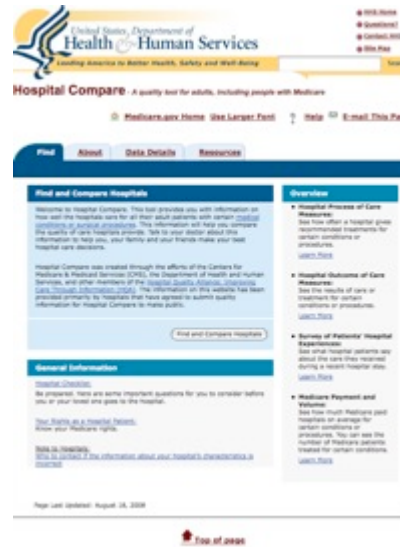 United States Department of
Health & Human Services
Leading America to Better Health, Safety and Well-Being
HHS Home
Questions?
Contact HHS
Site Map
Hospital Compare - A quality tool for adults, including people with Medicare
Medicare.gov Home Use Larger Font Help E-mail This Pa
Find About Data Details Resources
Find and Compare Hospitals
Welcome to Hospital Compare. This tool provides you with information on
how well the hospitals care for all their adult patients with certain medical
conditions or surgical procedures. This information will help you compare
the quality of care hospitals provide. Talk to your doctor about this
information to help you, your family and your friends make your best
hospital care decisions.
Hospital Compare was created through the efforts of the Centers for
Medicare & Medicaid Services (CMS), the Department of Health and Human
Services, and other members of the Hospital Quality Alliance: Improving
Care Through Information (HQA). The information on this website has been
provided primarily by hospitals that have agreed to submit quality
information for Hospital Compare to make public.
Find and Compare Hospitals
General Information
Hospital Checklist:
Be prepared. Here are some important questions for you to consider before
you or your loved one goes to the hospital.
Your Rights as a Hospital Patient:
Know your Medicare rights.
Note to Hospitals:
Who to contact if the information about your hospital's characteristics is
incorrect
Overview
Hospital Process of Care
Measures:
See how often a hospital gives
recommended treatments for
certain conditions or
procedures.
Learn More
Hospital Outcome of Care
Measures:
See the results of care or
treatment for certain
conditions or procedures.
Learn More
Survey of Patients' Hospital
Experiences:
See what hospital patients say
about the care they received
during a recent hospital stay.
Learn More
Medicare Payment and
Volume:
See how much Medicare paid
hospitals on average for
certain conditions or
procedures. You can see the
number of Medicare patients
treated for certain conditions.
Learn More
Page Last Updated: August 18, 2008
Top of page